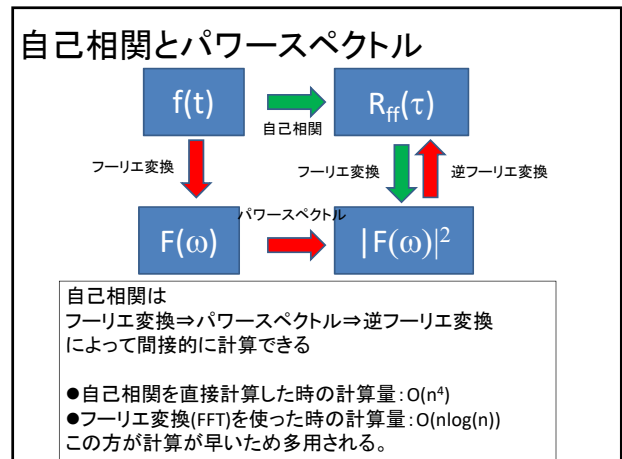 自己相関とパワースペクトル
f(t)
R_ff(τ)
自己相関
フーリエ変換
フーリエ変換
逆フーリエ変換
パワースペクトル
F(ω)
|F(ω)|²
自己相関は
フーリエ変換⇒パワースペクトル⇒逆フーリエ変換
によって間接的に計算できる
●自己相関を直接計算した時の計算量:O(n⁴)
●フーリエ変換(FFT)を使った時の計算量:O(nlog(n))
この方が計算が早いため多用される。